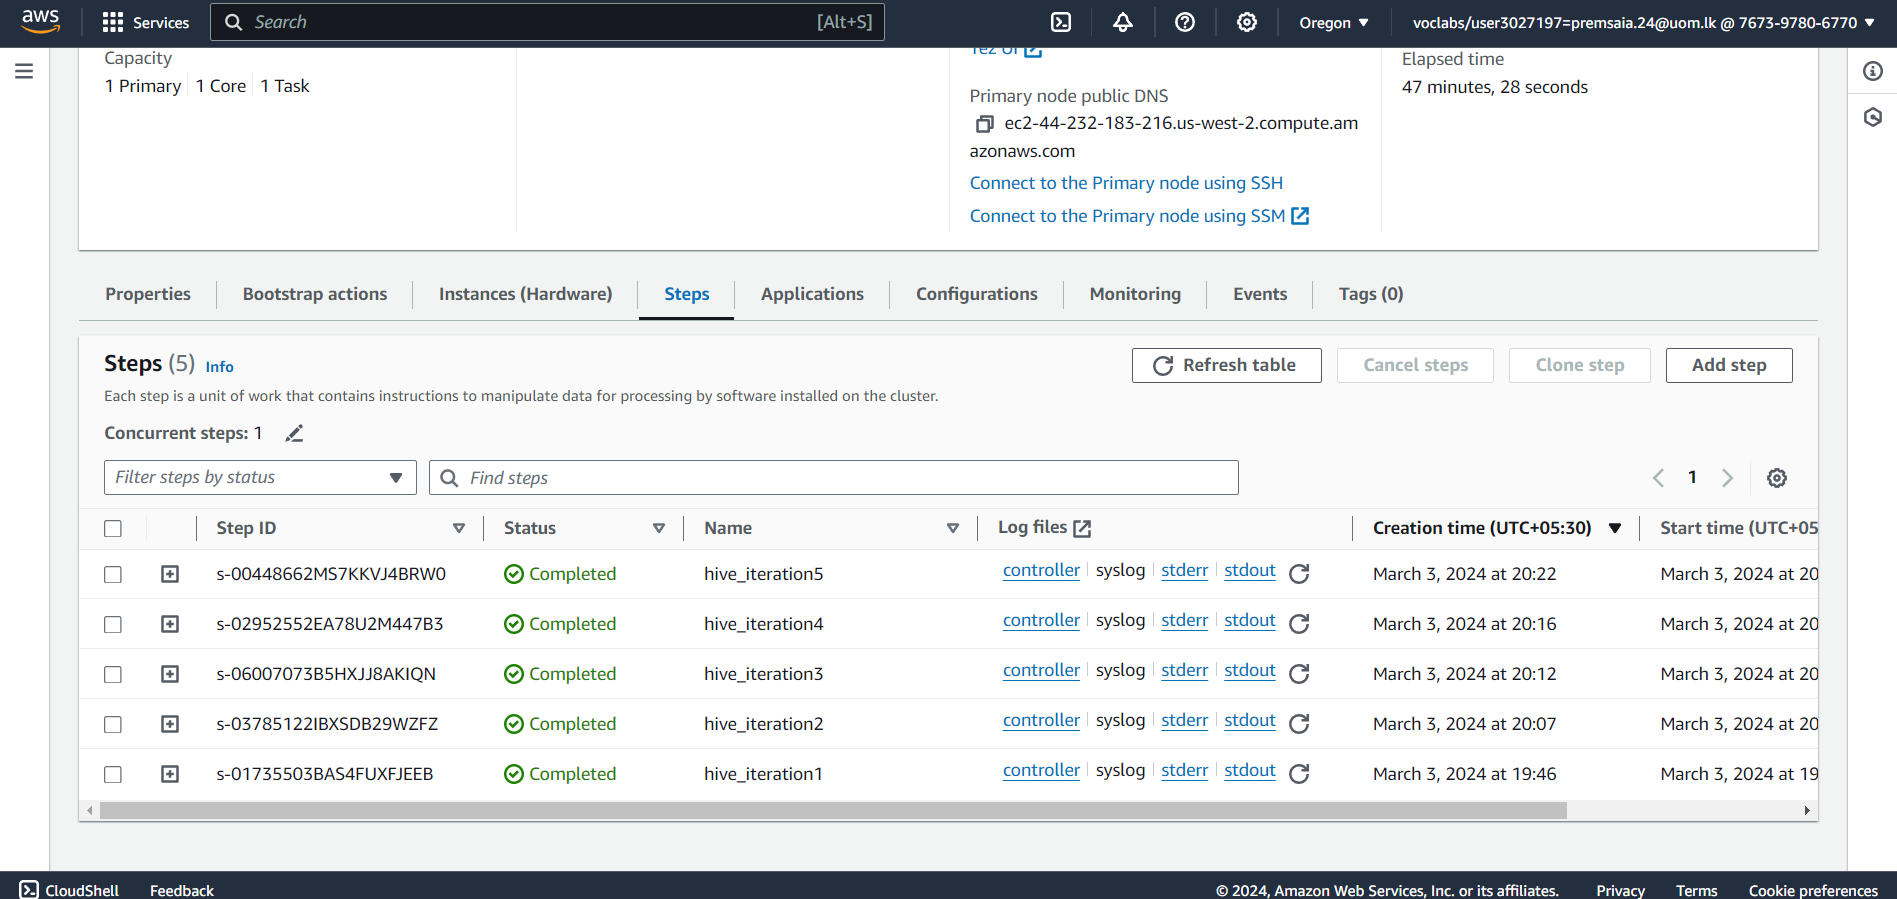 aws Services Search [Alt+S] Oregon voclabs/user3027197=premsaia.24@uom.lk @ 7673-9780-6770
Capacity
1 Primary 1 Core 1 Task
Tez UI
Primary node public DNS
ec2-44-232-183-216.us-west-2.compute.am
azonaws.com
Connect to the Primary node using SSH
Connect to the Primary node using SSM
Elapsed time
47 minutes, 28 seconds
Properties Bootstrap actions Instances (Hardware) Steps Applications Configurations Monitoring Events Tags (0)
Steps (5) Info Refresh table Cancel steps Clone step Add step
Each step is a unit of work that contains instructions to manipulate data for processing by software installed on the cluster.
Concurrent steps: 1
Filter steps by status Find steps 1
Step ID Status Name Log files Creation time (UTC+05:30) Start time (UTC+05
s-00448662MS7KKVJ4BRW0 Completed hive_iteration5 controller syslog stderr stdout March 3, 2024 at 20:22 March 3, 2024 at 20
s-02952552EA78U2M447B3 Completed hive_iteration4 controller syslog stderr stdout March 3, 2024 at 20:16 March 3, 2024 at 20
s-06007073B5HXJJ8AKIQN Completed hive_iteration3 controller syslog stderr stdout March 3, 2024 at 20:12 March 3, 2024 at 20
s-03785122IBXSDB29WZFZ Completed hive_iteration2 controller syslog stderr stdout March 3, 2024 at 20:07 March 3, 2024 at 20
s-01735503BAS4FUXFJEEB Completed hive_iteration1 controller syslog stderr stdout March 3, 2024 at 19:46 March 3, 2024 at 19
CloudShell Feedback © 2024, Amazon Web Services, Inc. or its affiliates. Privacy Terms Cookie preferences